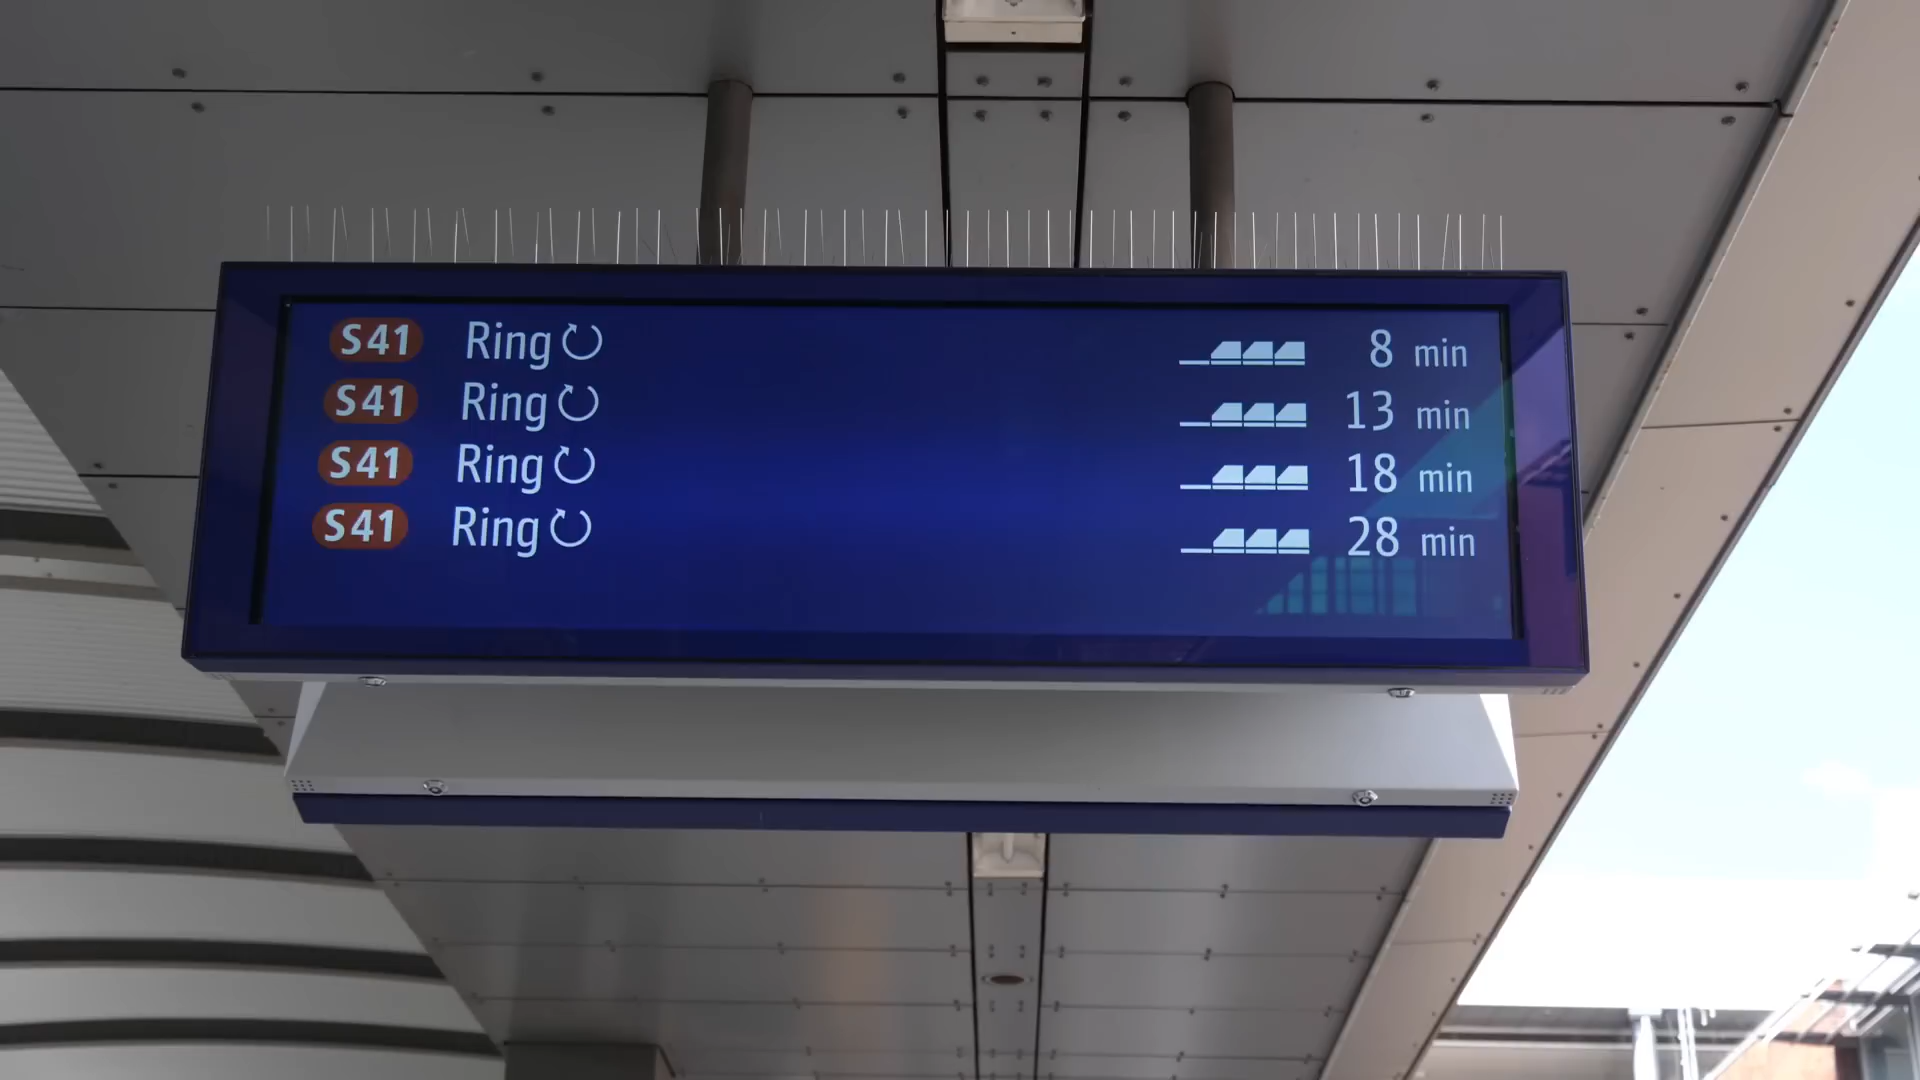 S41 Ring ↻ 8 min
S41 Ring ↻ 13 min
S41 Ring ↻ 18 min
S41 Ring ↻ 28 min